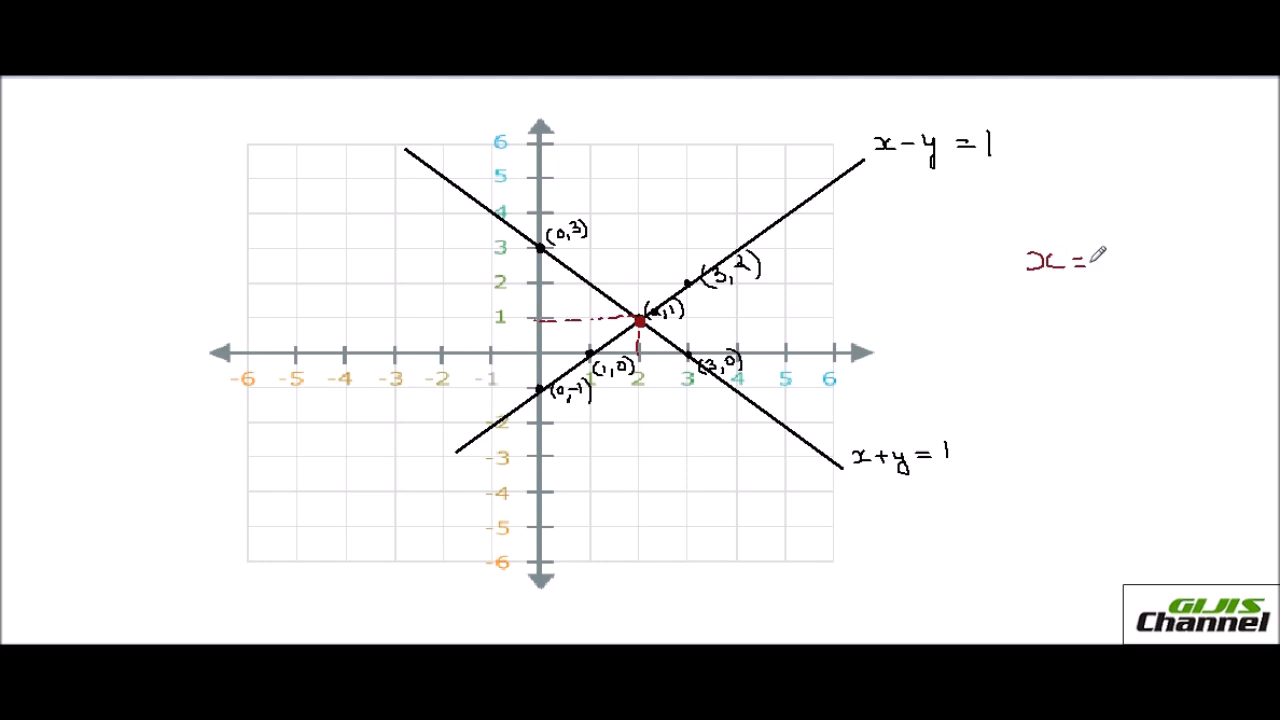 x - y = 1
6
5
4
3
2
1
(0,3)
(3,2)
(2,1)
x =
-6 -5 -4 -3 -2 -1 1 2 3 4 5 6
(1,0)
(3,0)
(0,-1)
-2
-3
-4
-5
-6
x + y = 1
GIJIS
Channel